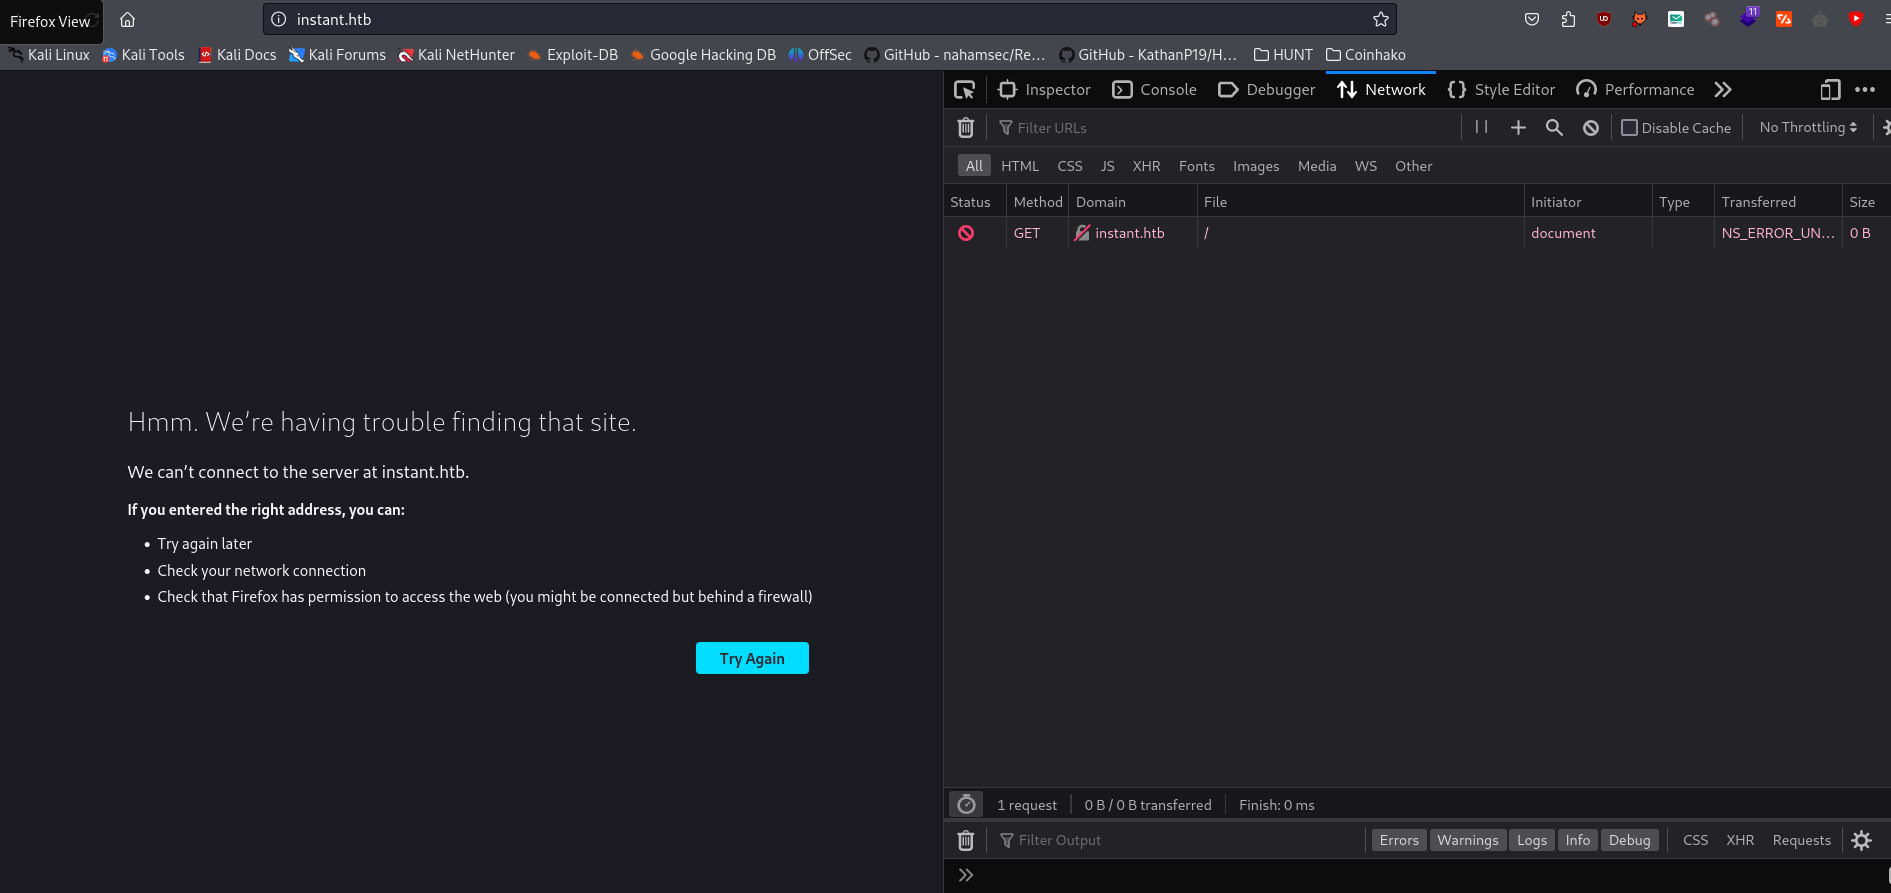 Firefox View
instant.htb
11
Kali Linux Kali Tools Kali Docs Kali Forums Kali NetHunter Exploit-DB Google Hacking DB OffSec GitHub - nahamsec/Re... GitHub - KathanP19/H... HUNT Coinhako
Inspector Console Debugger Network Style Editor Performance
Filter URLs Disable Cache No Throttling
All HTML CSS JS XHR Fonts Images Media WS Other
Status Method Domain File Initiator Type Transferred Size
GET instant.htb / document NS_ERROR_UN... 0 B
Hmm. We’re having trouble finding that site.
We can’t connect to the server at instant.htb.
If you entered the right address, you can:
• Try again later
• Check your network connection
• Check that Firefox has permission to access the web (you might be connected but behind a firewall)
Try Again
1 request 0 B / 0 B transferred Finish: 0 ms
Filter Output Errors Warnings Logs Info Debug CSS XHR Requests